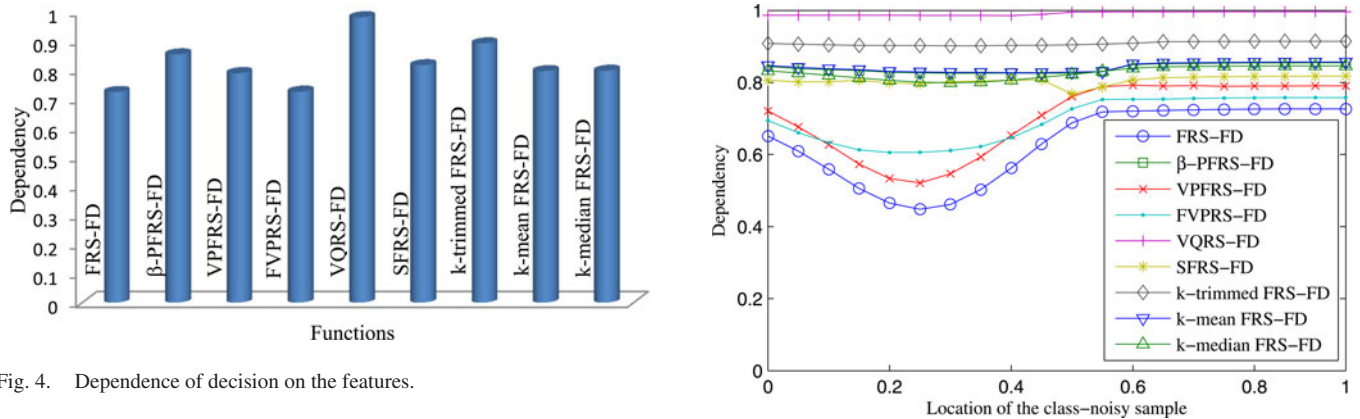 1
0.9
0.8
0.7
0.6
0.5
0.4
0.3
0.2
0.1
0
Dependency
FRS-FD
β-PFRS-FD
VPFRS-FD
FVPRS-FD
VQRS-FD
SFRS-FD
k-trimmed FRS-FD
k-mean FRS-FD
k-median FRS-FD
Functions
Fig. 4. Dependence of decision on the features.
1
0.8
0.6
0.4
0.2
0
Dependency
FRS−FD
β−PFRS−FD
VPFRS−FD
FVPRS−FD
VQRS−FD
SFRS−FD
k−trimmed FRS−FD
k−mean FRS−FD
k−median FRS−FD
0 0.2 0.4 0.6 0.8 1
Location of the class−noisy sample